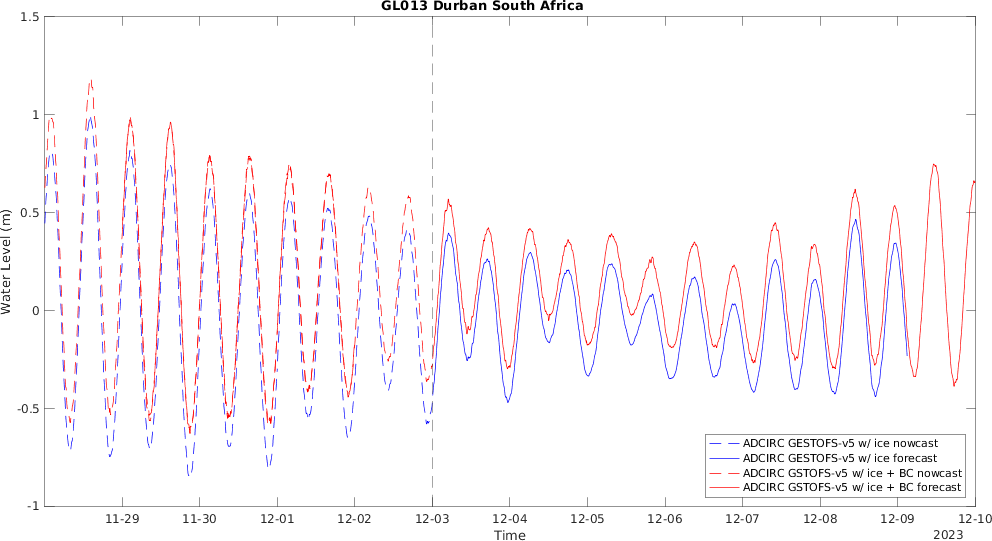 GL013 Durban South Africa
1.5
1
0.5
0
-0.5
-1
Water Level (m)
11-29 11-30 12-01 12-02 12-03 12-04 12-05 12-06 12-07 12-08 12-09 12-10
Time
2023
ADCIRC GESTOFS-v5 w/ ice nowcast
ADCIRC GESTOFS-v5 w/ ice forecast
ADCIRC GSTOFS-v5 w/ ice + BC nowcast
ADCIRC GSTOFS-v5 w/ ice + BC forecast